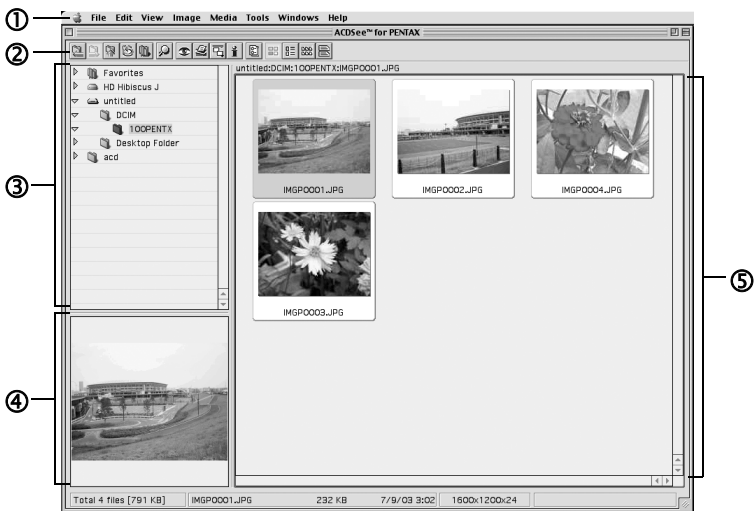 ①
File Edit View Image Media Tools Windows Help
ACDSee™ for PENTAX
②
untitled:DCIM:100PENTX:IMGP0001.JPG
③
Favorites
HD Hibiscus J
untitled
DCIM
100PENTX
Desktop Folder
acd
IMGP0001.JPG
IMGP0002.JPG
IMGP0004.JPG
IMGP0003.JPG
④
⑤
Total 4 files [791 KB] IMGP0001.JPG 232 KB 7/9/03 3:02 1600x1200x24